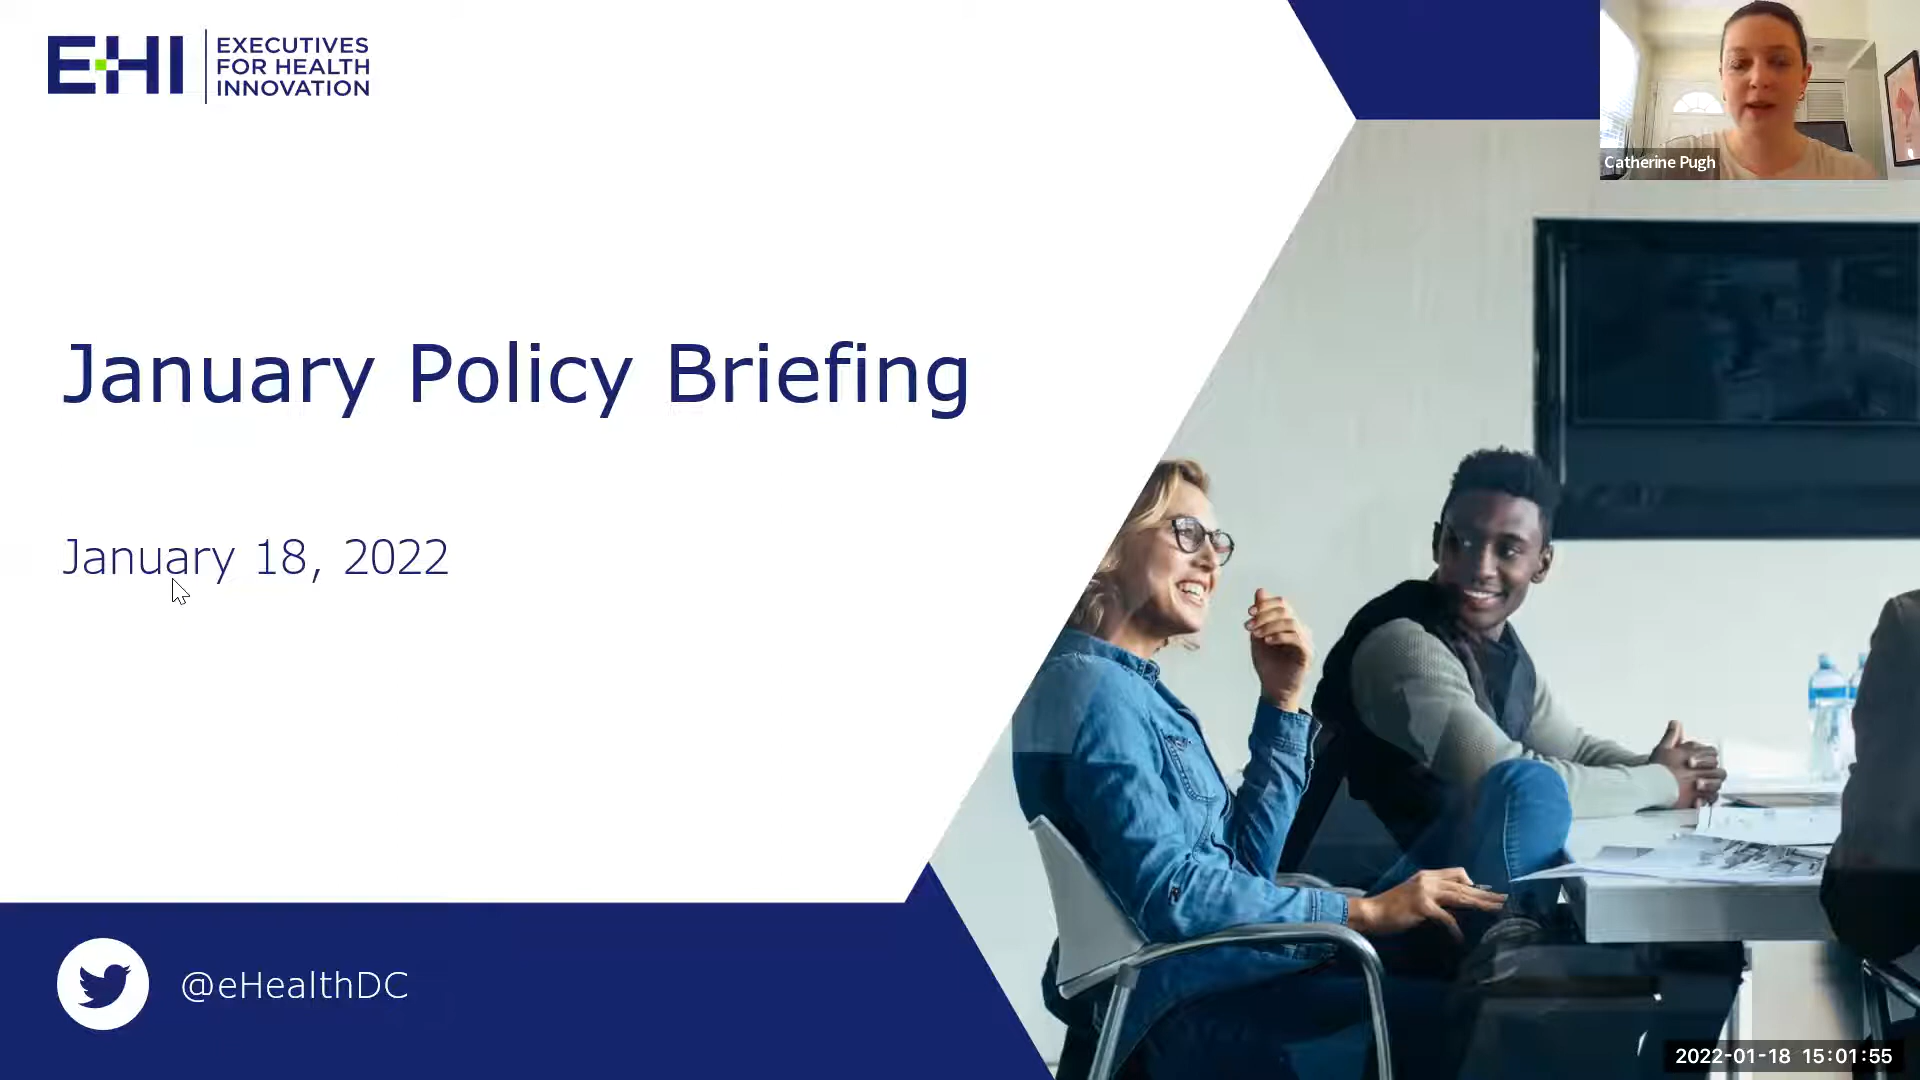 EHI
EXECUTIVES
FOR HEALTH
INNOVATION
Catherine Pugh
January Policy Briefing
January 18, 2022
@eHealthDC
2022-01-18 15:01:55